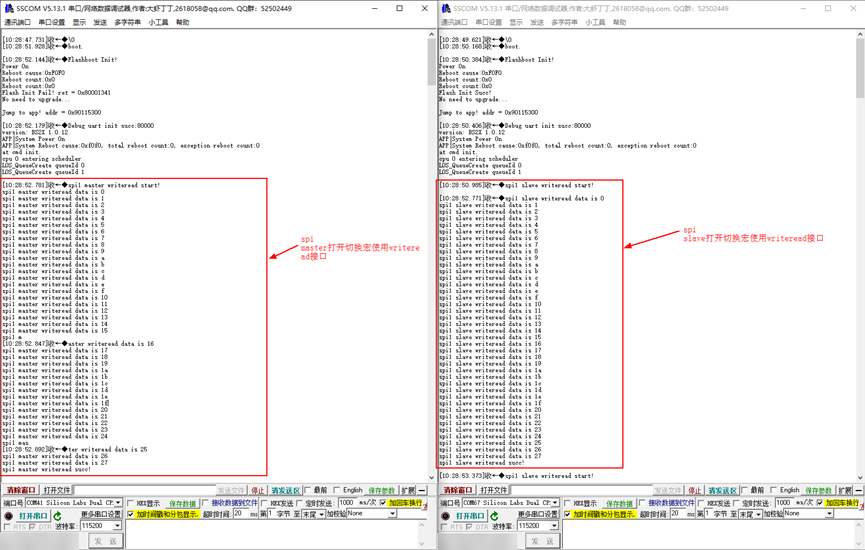 SSCOM V5.13.1 串口/网络数据调试器,作者:大虾丁丁,2618058@qq.com. QQ群: 52502449
通讯端口 串口设置 显示 发送 多字符串 小工具 帮助
[10:28:47.731]收←◆\0
[10:28:51.928]收←◆boot.
[10:28:52.144]收←◆Flashboot Init!
Power On
Reboot cause:0xF0F0
Reboot count:0x0
Reboot count:0x0
Flash Init Fail! ret = 0x80001341
No need to upgrade...
Jump to app! addr = 0x90115300
[10:28:52.179]收←◆Debug uart init succ:80000
version: BS2X 1.0.12
APP|System Power On
APP|System Reboot cause:0xf0f0, total reboot count:0, exception reboot count:0
at cmd init.
cpu 0 entering scheduler
LOS_QueueCreate queueId 0
LOS_QueueCreate queueId 1
[10:28:52.781]收←◆spi1 master writeread start!
spi1 master writeread data is 0
spi1 master writeread data is 1
spi1 master writeread data is 2
spi1 master writeread data is 3
spi1 master writeread data is 4
spi1 master writeread data is 5
spi1 master writeread data is 6
spi1 master writeread data is 7
spi1 master writeread data is 8
spi1 master writeread data is 9
spi1 master writeread data is a
spi1 master writeread data is b
spi1 master writeread data is c
spi1 master writeread data is d
spi1 master writeread data is e
spi1 master writeread data is f
spi1 master writeread data is 10
spi1 master writeread data is 11
spi1 master writeread data is 12
spi1 master writeread data is 13
spi1 master writeread data is 14
spi1 master writeread data is 15
spi1 m
[10:28:52.847]收←◆aster writeread data is 16
spi1 master writeread data is 17
spi1 master writeread data is 18
spi1 master writeread data is 19
spi1 master writeread data is 1a
spi1 master writeread data is 1b
spi1 master writeread data is 1c
spi1 master writeread data is 1d
spi1 master writeread data is 1e
spi1 master writeread data is 1f
spi1 master writeread data is 20
spi1 master writeread data is 21
spi1 master writeread data is 22
spi1 master writeread data is 23
spi1 master writeread data is 24
spi1 mas
[10:28:52.892]收←◆ter writeread data is 25
spi1 master writeread data is 26
spi1 master writeread data is 27
spi1 master writeread succ!
spi
master打开切换宏使用writere
ad接口
清除窗口 打开文件 发送文件 停止 清发送区 最前 English 保存参数 扩展 —
端口号 COM41 Silicon Labs Dual CP. HEX显示 保存数据 接收数据到文件 HEX发送 定时发送: 1000 ms/次 加回车换行
打开串口 更多串口设置 加时间戳和分包显示. 超时时间: 20 ms 第 1 字节 至 末尾 加校验 None
RTS DTR 波特率: 115200
发 送
SSCOM V5.13.1 串口/网络数据调试器,作者:大虾丁丁,2618058@qq.com. QQ群: 52502449
通讯端口 串口设置 显示 发送 多字符串 小工具 帮助
[10:28:49.621]收←◆\0
[10:28:50.168]收←◆boot.
[10:28:50.384]收←◆Flashboot Init!
Power On
Reboot cause:0xF0F0
Reboot count:0x0
Reboot count:0x0
Flash Init Succ!
No need to upgrade...
Jump to app! addr = 0x90115300
[10:28:50.406]收←◆Debug uart init succ:80000
version: BS2X 1.0.12
APP|System Power On
APP|System Reboot cause:0xf0f0, total reboot count:0, exception reboot count:0
at cmd init.
cpu 0 entering scheduler
LOS_QueueCreate queueId 0
LOS_QueueCreate queueId 1
[10:28:50.985]收←◆spi1 slave writeread start!
[10:28:52.771]收←◆spi1 slave writeread data is 0
spi1 slave writeread data is 1
spi1 slave writeread data is 2
spi1 slave writeread data is 3
spi1 slave writeread data is 4
spi1 slave writeread data is 5
spi1 slave writeread data is 6
spi1 slave writeread data is 7
spi1 slave writeread data is 8
spi1 slave writeread data is 9
spi1 slave writeread data is a
spi1 slave writeread data is b
spi1 slave writeread data is c
spi1 slave writeread data is d
spi1 slave writeread data is e
spi1 slave writeread data is f
spi1 slave writeread data is 10
spi1 slave writeread data is 11
spi1 slave writeread data is 12
spi1 slave writeread data is 13
spi1 slave writeread data is 14
spi1 slave writeread data is 15
spi1 slave writeread data is 16
spi1 slave writeread data is 17
spi1 slave writeread data is 18
spi1 slave writeread data is 19
spi1 slave writeread data is 1a
spi1 slave writeread data is 1b
spi1 slave writeread data is 1c
spi1 slave writeread data is 1d
spi1 slave writeread data is 1e
spi1 slave writeread data is 1f
spi1 slave writeread data is 20
spi1 slave writeread data is 21
spi1 slave writeread data is 22
spi1 slave writeread data is 23
spi1 slave writeread data is 24
spi1 slave writeread data is 25
spi1 slave writeread data is 26
spi1 slave writeread data is 27
spi1 slave writeread succ!
[10:28:53.373]收←◆spi1 slave writeread start!
spi
slave打开切换宏使用writeread接口
清除窗口 打开文件 发送文件 停止 清发送区 最前 English 保存参数 扩展 —
端口号 COM67 Silicon Labs Dual CP. HEX显示 保存数据 接收数据到文件 HEX发送 定时发送: 1000 ms/次 加回车换行
打开串口 更多串口设置 加时间戳和分包显示. 超时时间: 20 ms 第 1 字节 至 末尾 加校验 None
RTS DTR 波特率: 115200
发 送